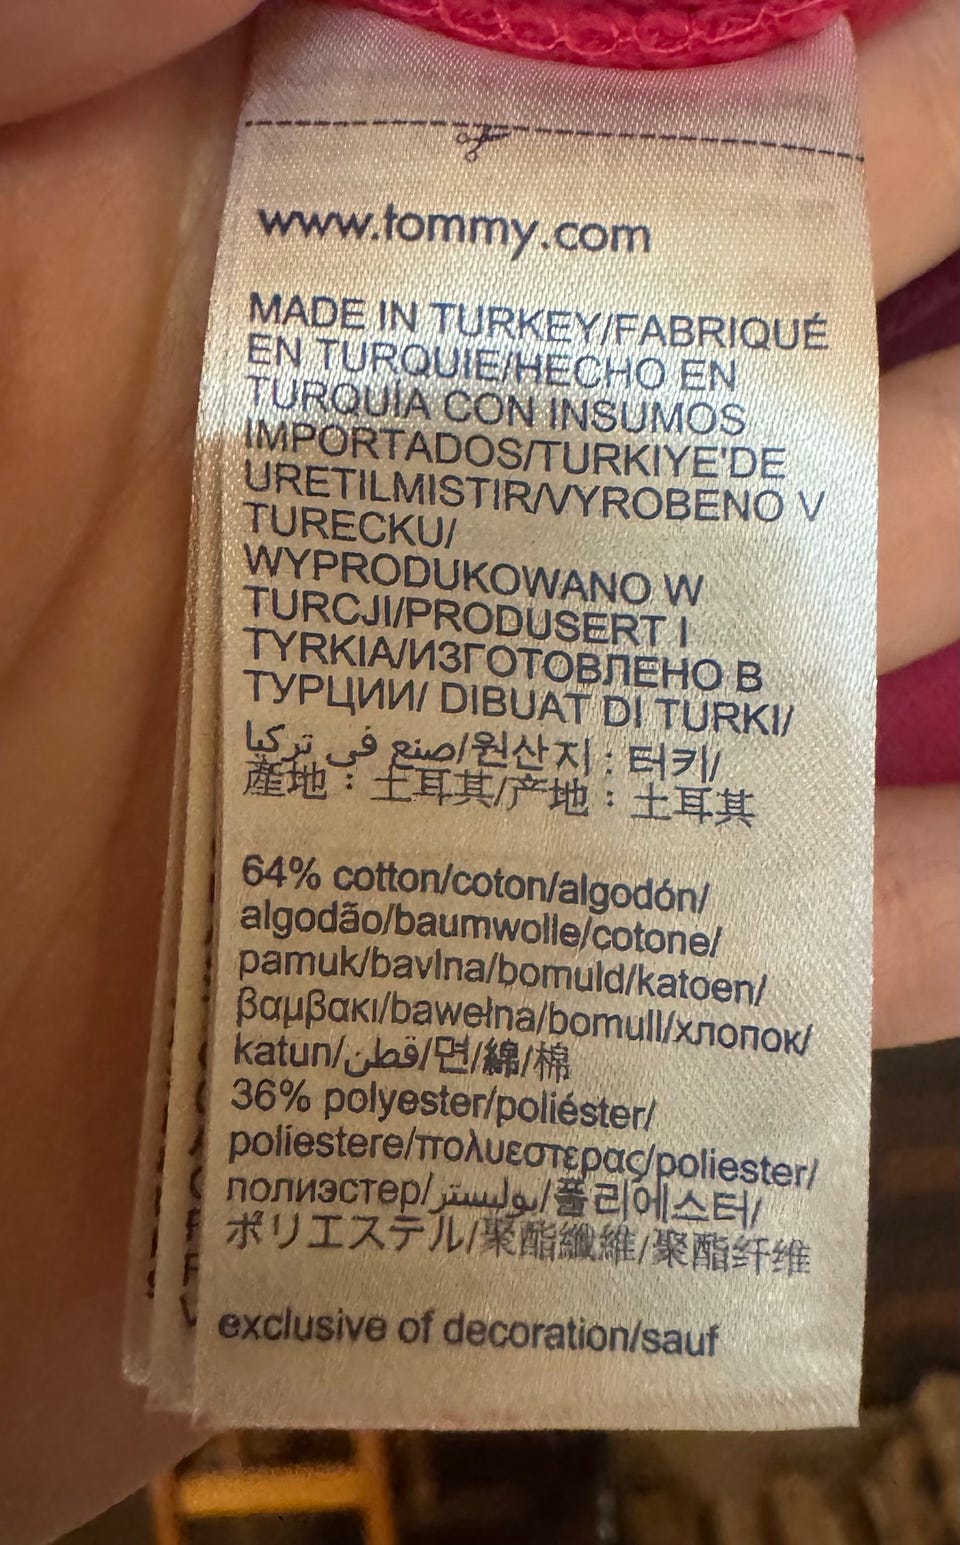 www.tommy.com
MADE IN TURKEY/FABRIQUÉ
EN TURQUIE/HECHO EN
TURQUÍA CON INSUMOS
IMPORTADOS/TURKIYE'DE
URETILMISTIR/VYROBENO V
TURECKU/
WYPRODUKOWANO W
TURCJI/PRODUSERT I
TYRKIA/ИЗГОТОВЛЕНО В
ТУРЦИИ/ DIBUAT DI TURKI/
صنع في تركيا/원산지 : 터키/
產地：土耳其/产地：土耳其
64% cotton/coton/algodón/
algodão/baumwolle/cotone/
pamuk/bavlna/bomuld/katoen/
βαμβακι/bawełna/bomull/хлопок/
katun/قطن/면/綿/棉
36% polyester/poliéster/
poliestere/πολυεστερας/poliester/
полиэстер/بوليستر/폴리에스터/
ポリエステル/聚酯纖維/聚酯纤维
exclusive of decoration/sauf